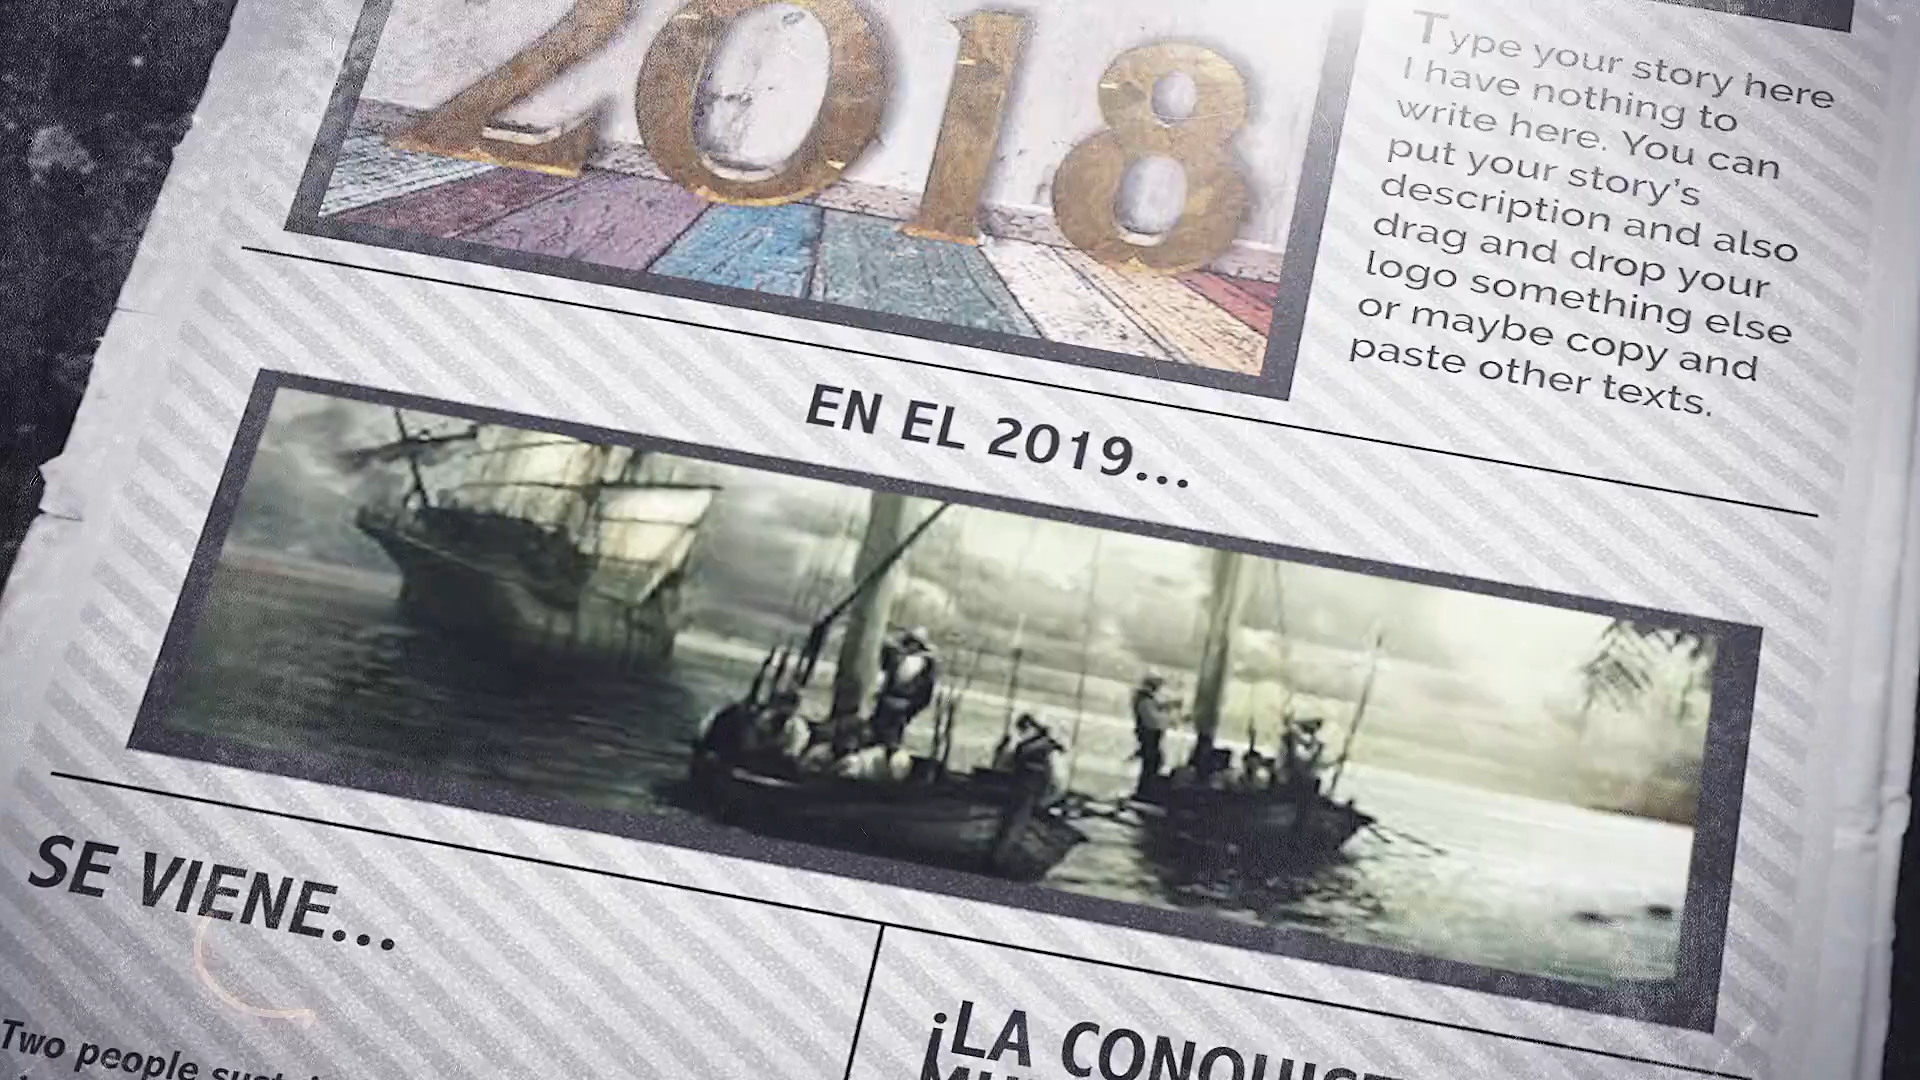 2018
Type your story here
I have nothing to
write here. You can
put your story's
description and also
drag and drop your
logo something else
or maybe copy and
paste other texts.
EN EL 2019...
SE VIENE...
Two people
¡LA